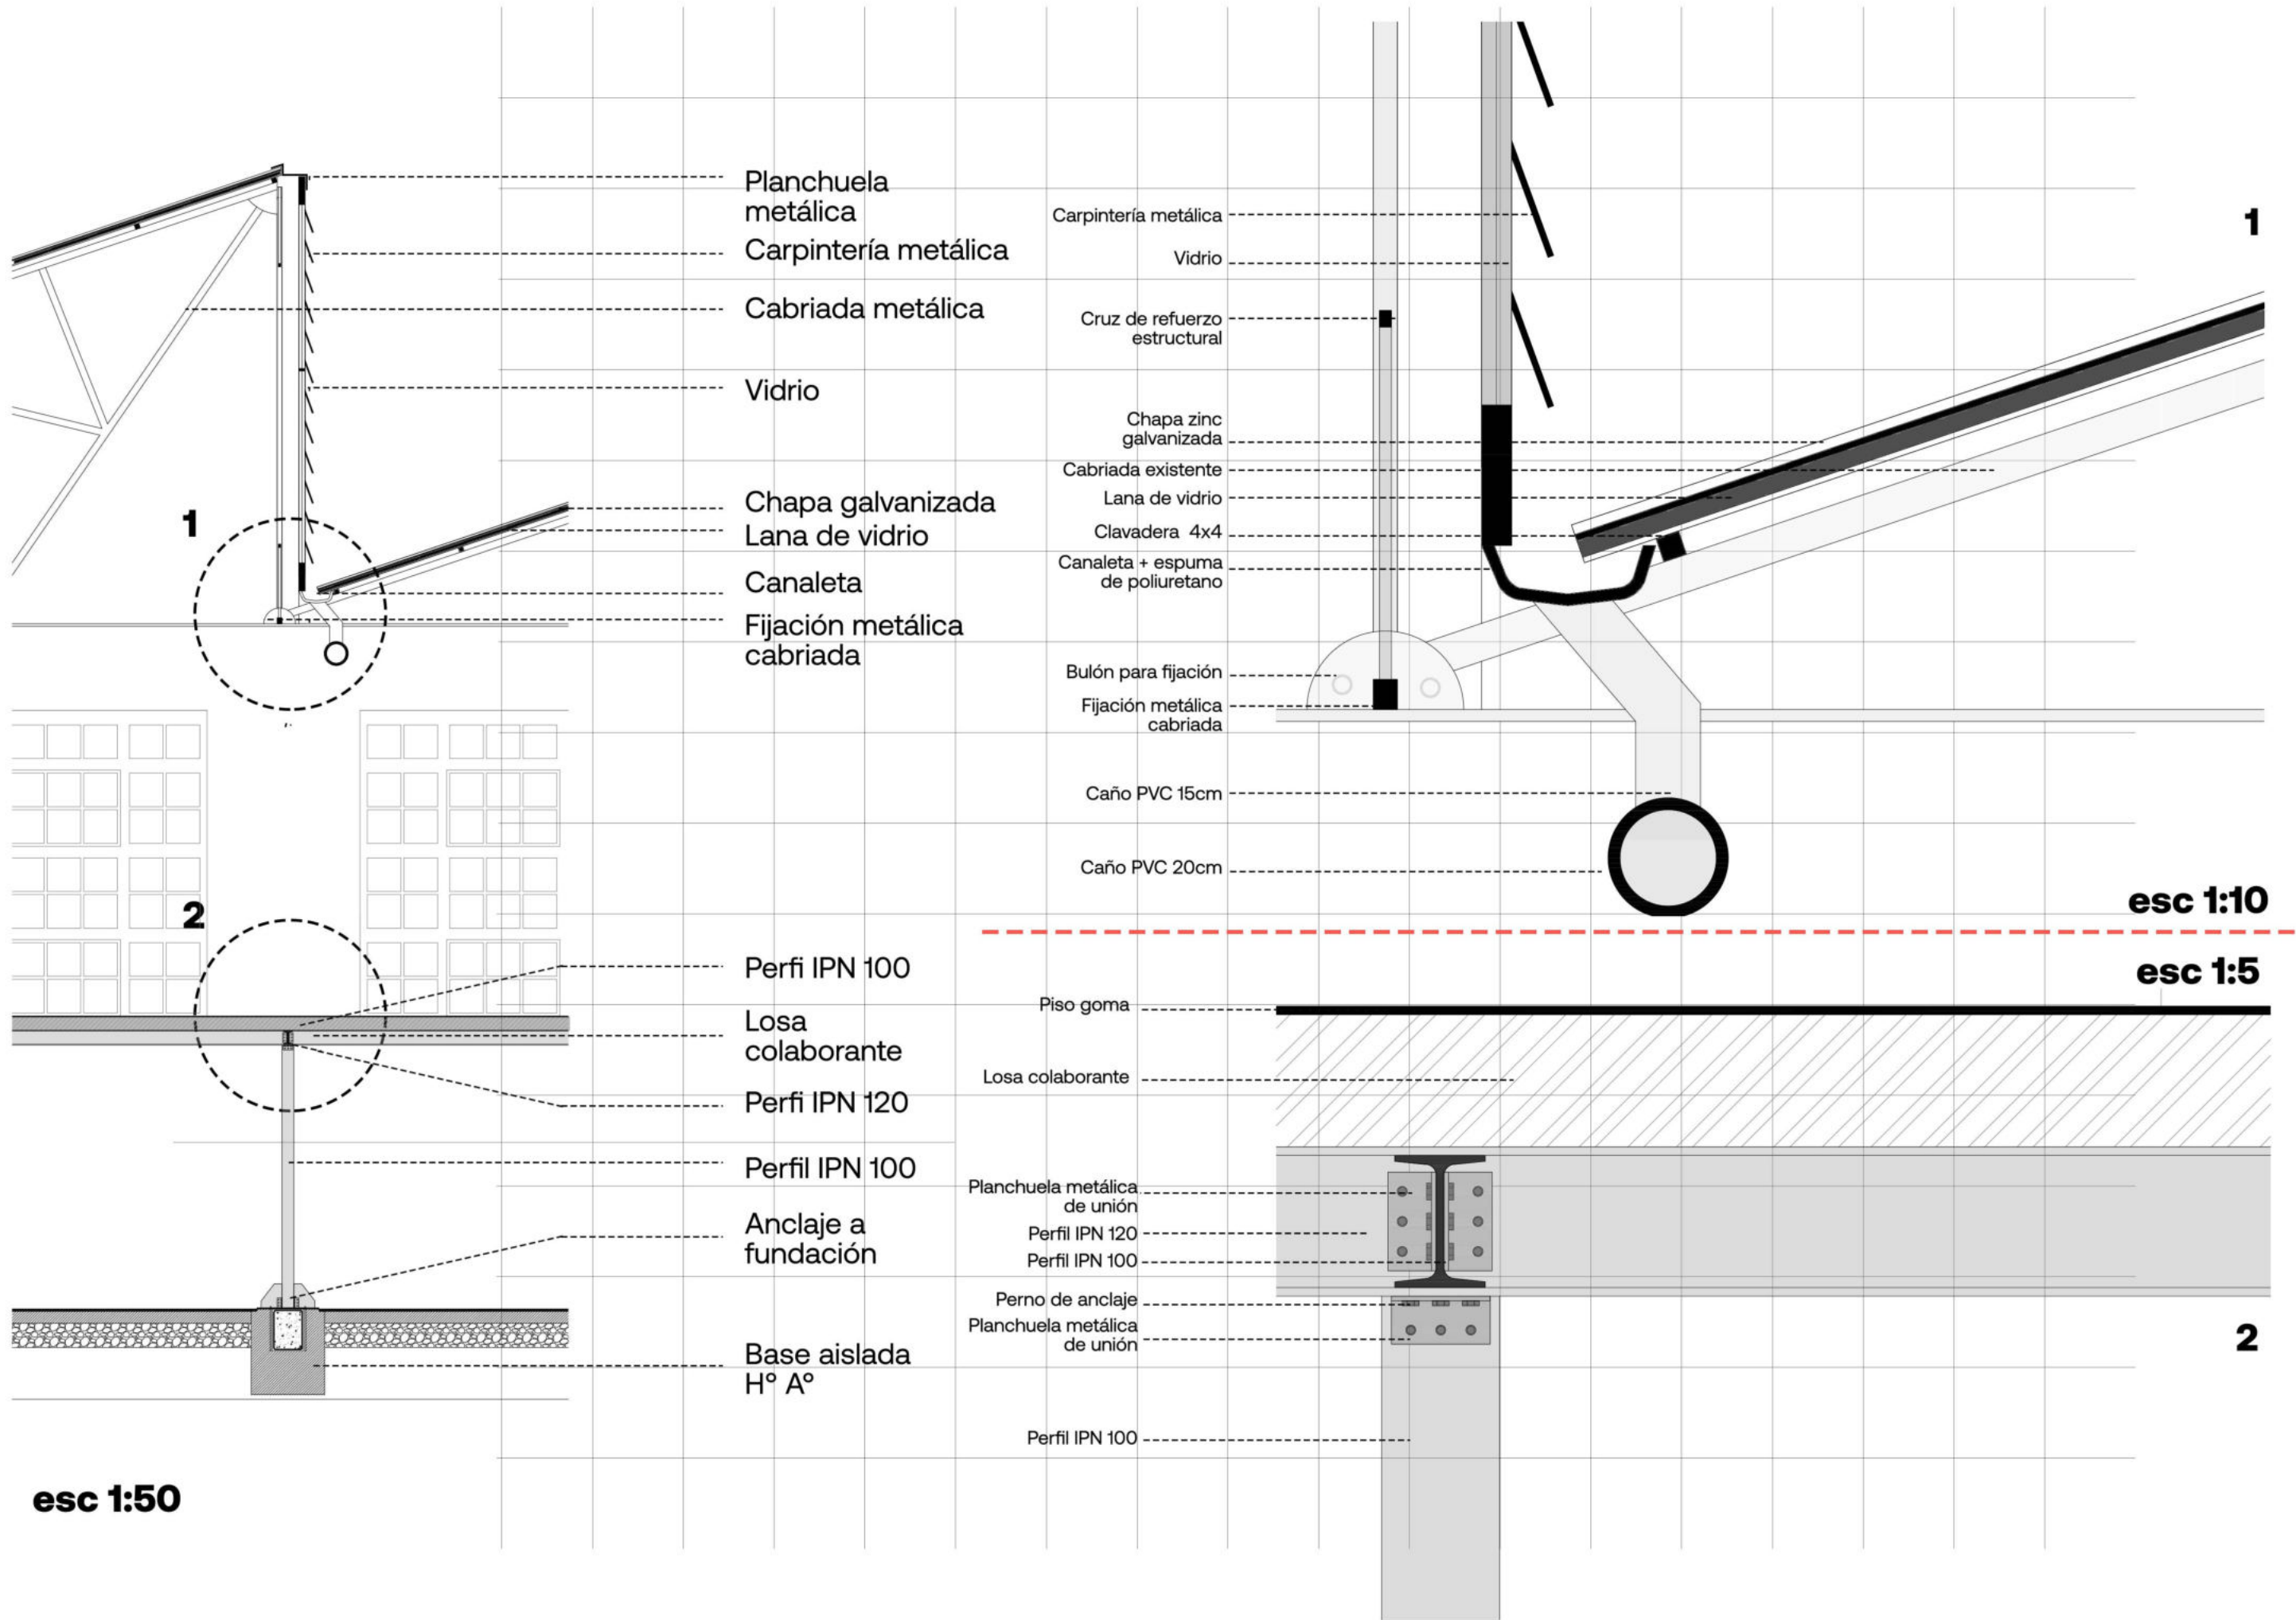 Planchuela
metálica
Carpintería metálica
Cabriada metálica
Vidrio
1
Chapa galvanizada
Lana de vidrio
Canaleta
Fijación metálica
cabriada
2
Perfi IPN 100
Losa
colaborante
Perfi IPN 120
Perfil IPN 100
Anclaje a
fundación
Base aislada
H° A°
esc 1:50
Carpintería metálica
1
Vidrio
Cruz de refuerzo
estructural
Chapa zinc
galvanizada
Cabriada existente
Lana de vidrio
Clavadera 4x4
Canaleta + espuma
de poliuretano
Bulón para fijación
Fijación metálica
cabriada
Caño PVC 15cm
Caño PVC 20cm
esc 1:10
esc 1:5
Piso goma
Losa colaborante
Planchuela metálica
de unión
Perfil IPN 120
Perfil IPN 100
Perno de anclaje
Planchuela metálica
de unión
2
Perfil IPN 100